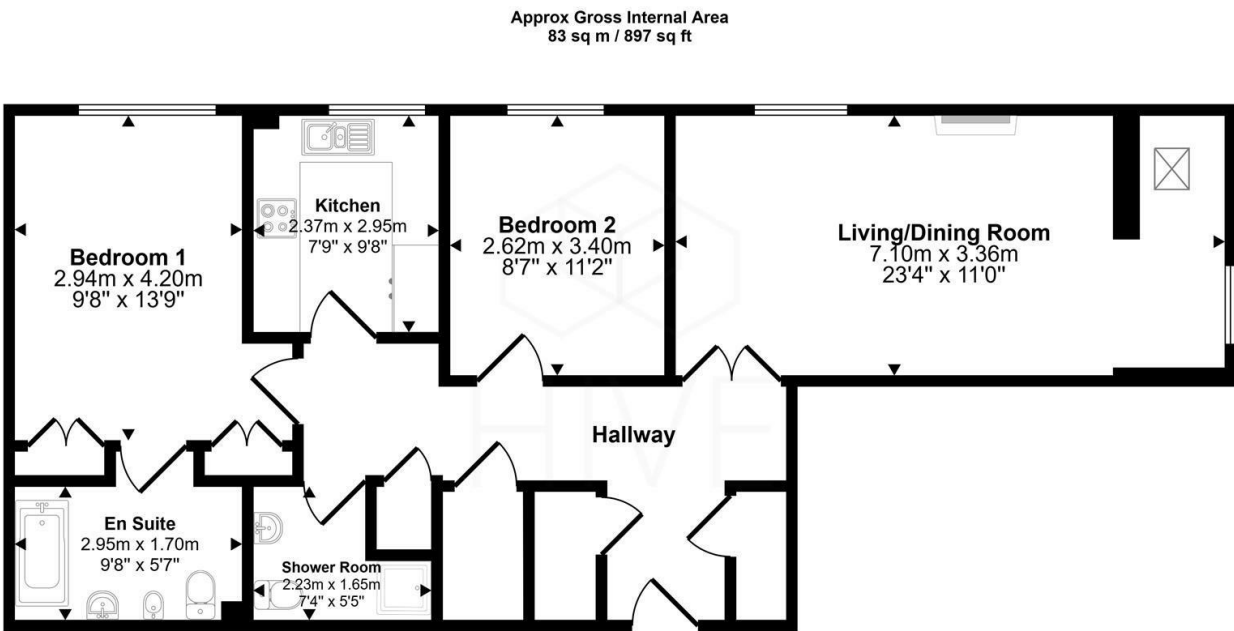 Approx Gross Internal Area
83 sq m / 897 sq ft
Bedroom 1
2.94m x 4.20m
9'8" x 13'9"
Kitchen
2.37m x 2.95m
7'9" x 9'8"
Bedroom 2
2.62m x 3.40m
8'7" x 11'2"
Living/Dining Room
7.10m x 3.36m
23'4" x 11'0"
Hallway
HMF
En Suite
2.95m x 1.70m
9'8" x 5'7"
Shower Room
2.23m x 1.65m
7'4" x 5'5"